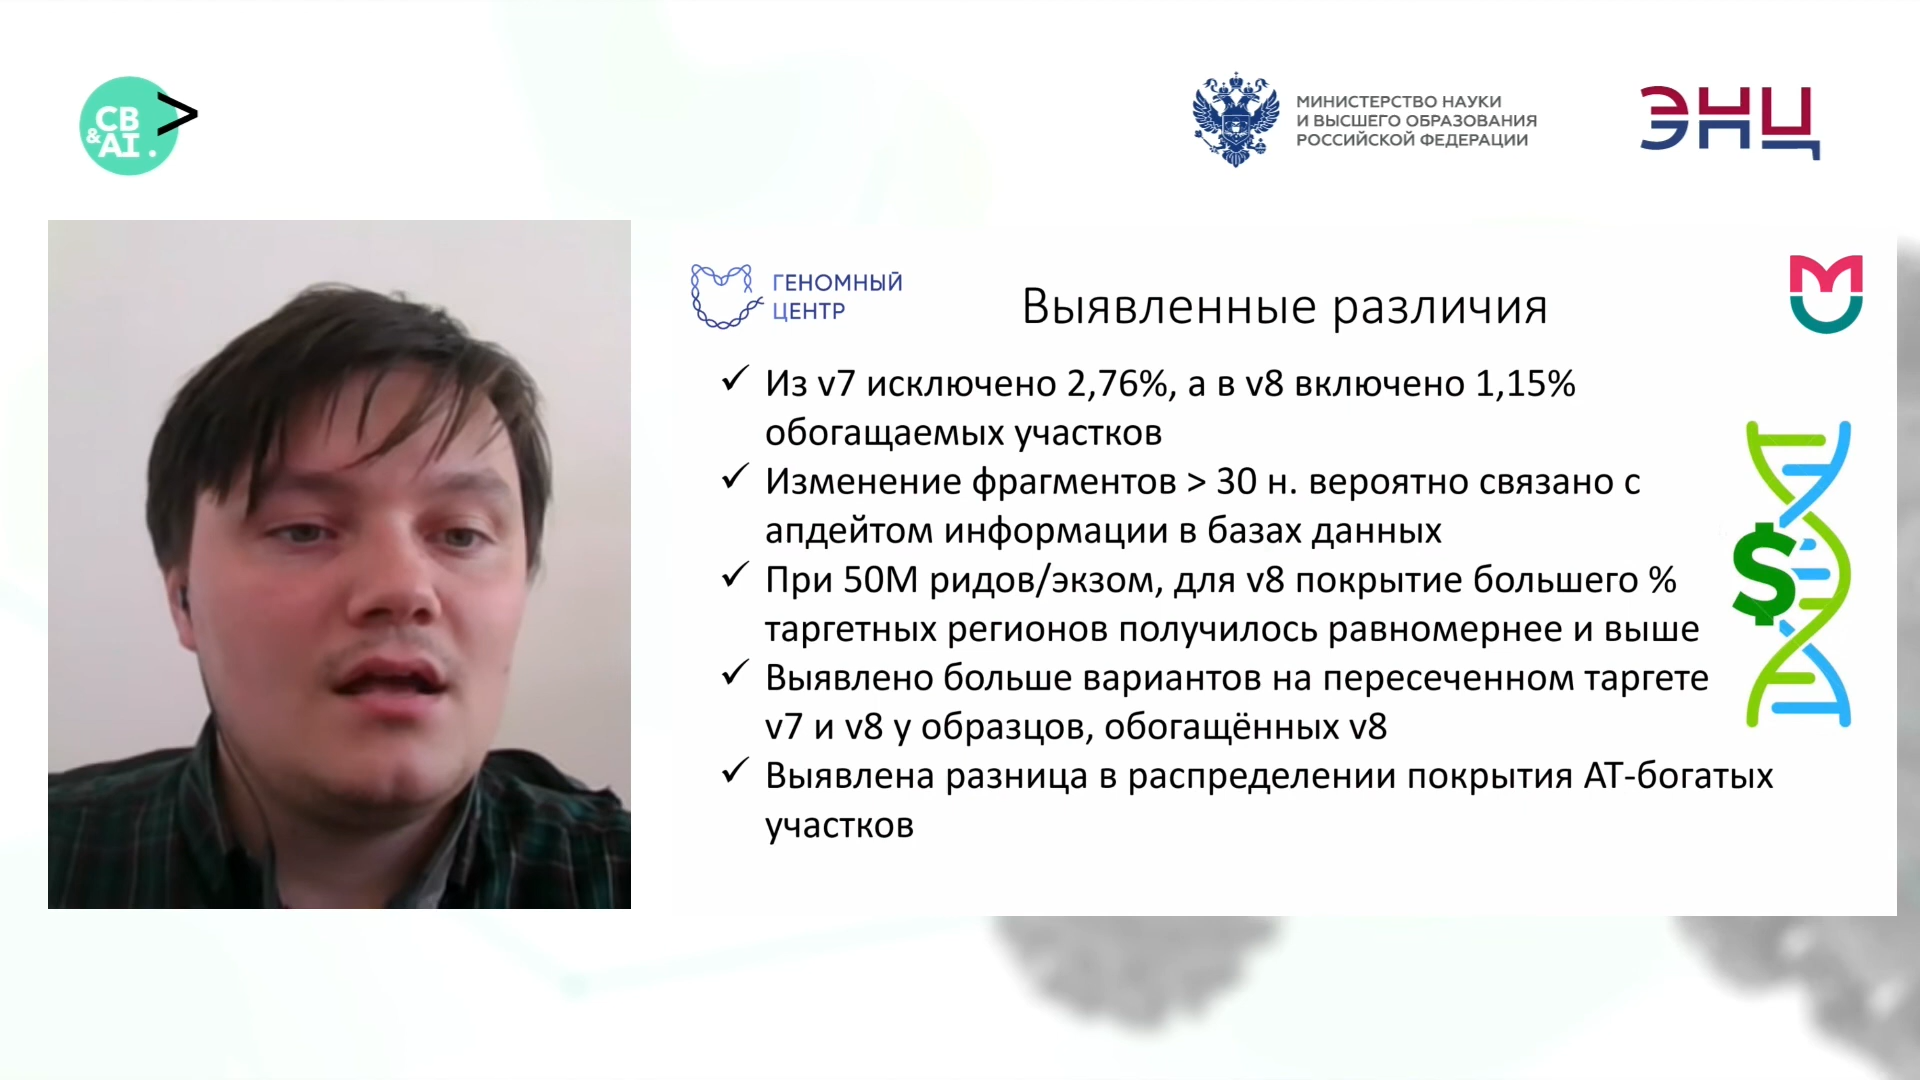 CB
&AI.
>
МИНИСТЕРСТВО НАУКИ
И ВЫСШЕГО ОБРАЗОВАНИЯ
РОССИЙСКОЙ ФЕДЕРАЦИИ
ЭНЦ
ГЕНОМНЫЙ
ЦЕНТР
Выявленные различия
✓ Из v7 исключено 2,76%, а в v8 включено 1,15%
обогащаемых участков
✓ Изменение фрагментов > 30 н. вероятно связано с
апдейтом информации в базах данных
✓ При 50М ридов/экзом, для v8 покрытие большего %
таргетных регионов получилось равномернее и выше
✓ Выявлено больше вариантов на пересеченном таргете
v7 и v8 у образцов, обогащённых v8
✓ Выявлена разница в распределении покрытия АТ-богатых
участков
$